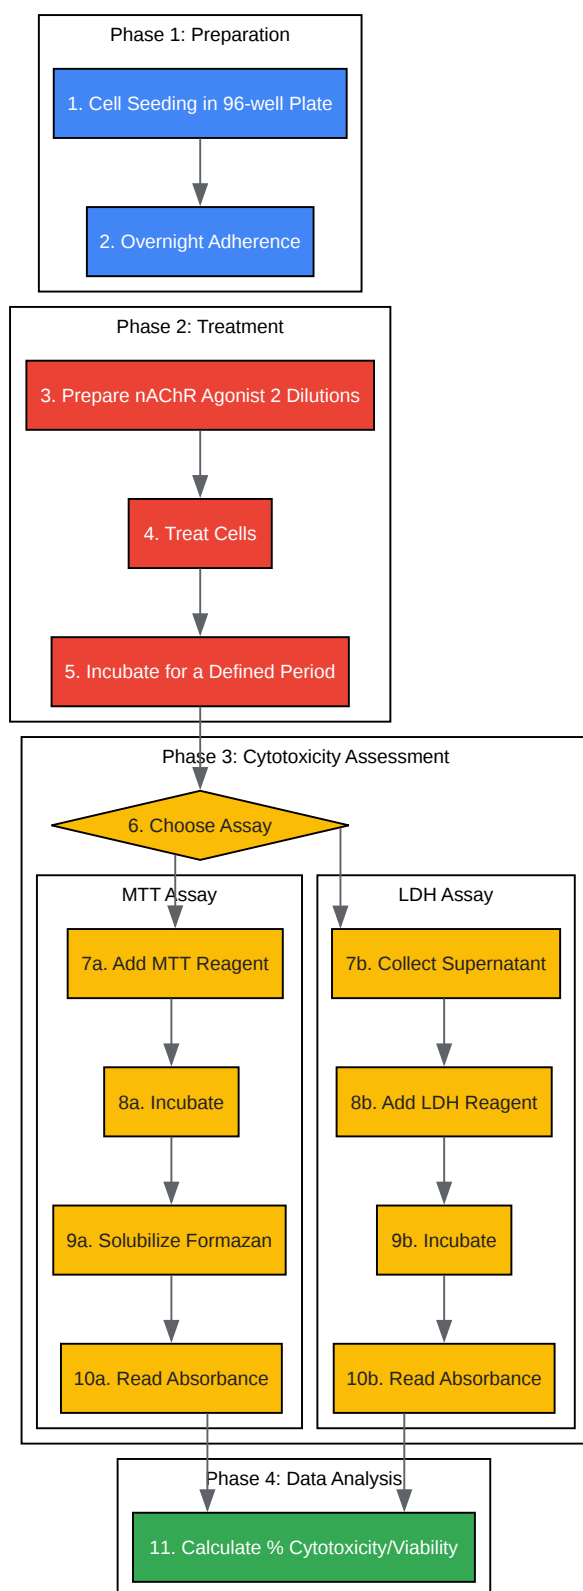 Phase 1: Preparation
1. Cell Seeding in 96-well Plate
2. Overnight Adherence
Phase 2: Treatment
3. Prepare nAChR Agonist 2 Dilutions
4. Treat Cells
5. Incubate for a Defined Period
Phase 3: Cytotoxicity Assessment
6. Choose Assay
MTT Assay
7a. Add MTT Reagent
8a. Incubate
9a. Solubilize Formazan
10a. Read Absorbance
LDH Assay
7b. Collect Supernatant
8b. Add LDH Reagent
9b. Incubate
10b. Read Absorbance
Phase 4: Data Analysis
11. Calculate % Cytotoxicity/Viability